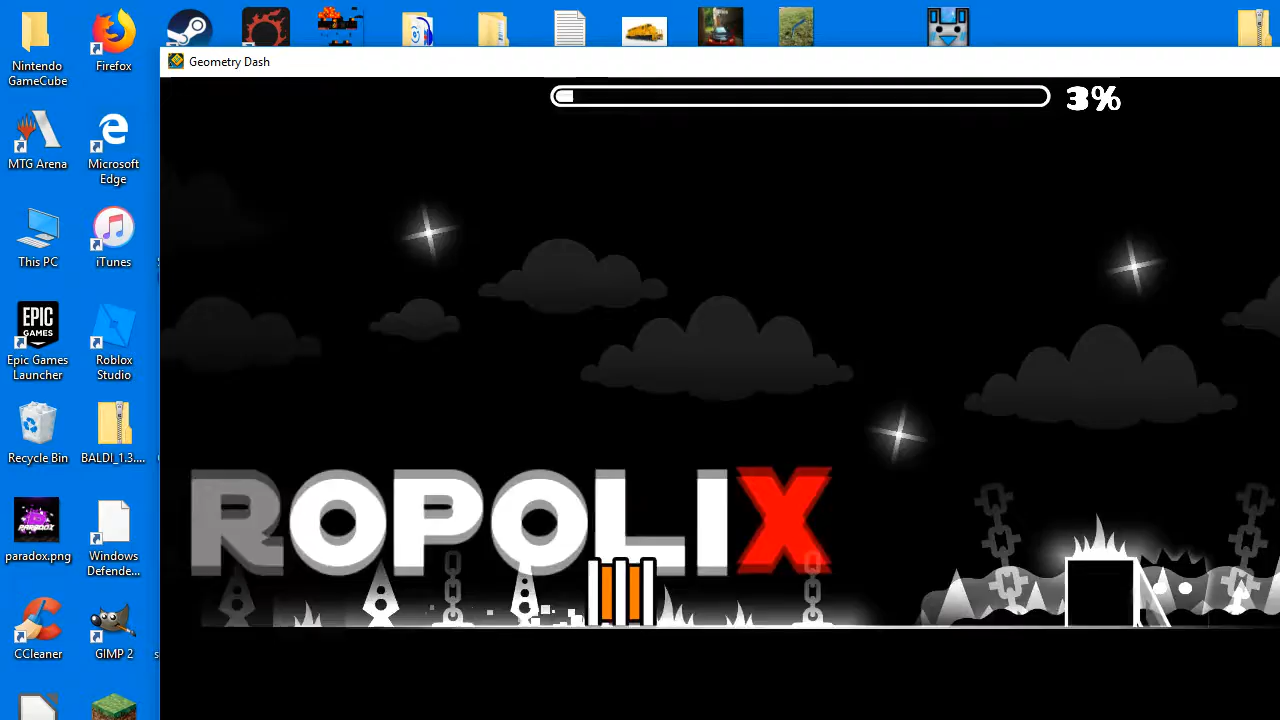 Nintendo
GameCube
Firefox
Geometry Dash
3%
MTG Arena
Microsoft
Edge
This PC
iTunes
EPIC
GAMES
Epic Games
Launcher
Roblox
Studio
Recycle Bin
BALDI_1.3....
ROPOLIX
PARADOX
paradox.png
Windows
Defende...
CCleaner
GIMP 2